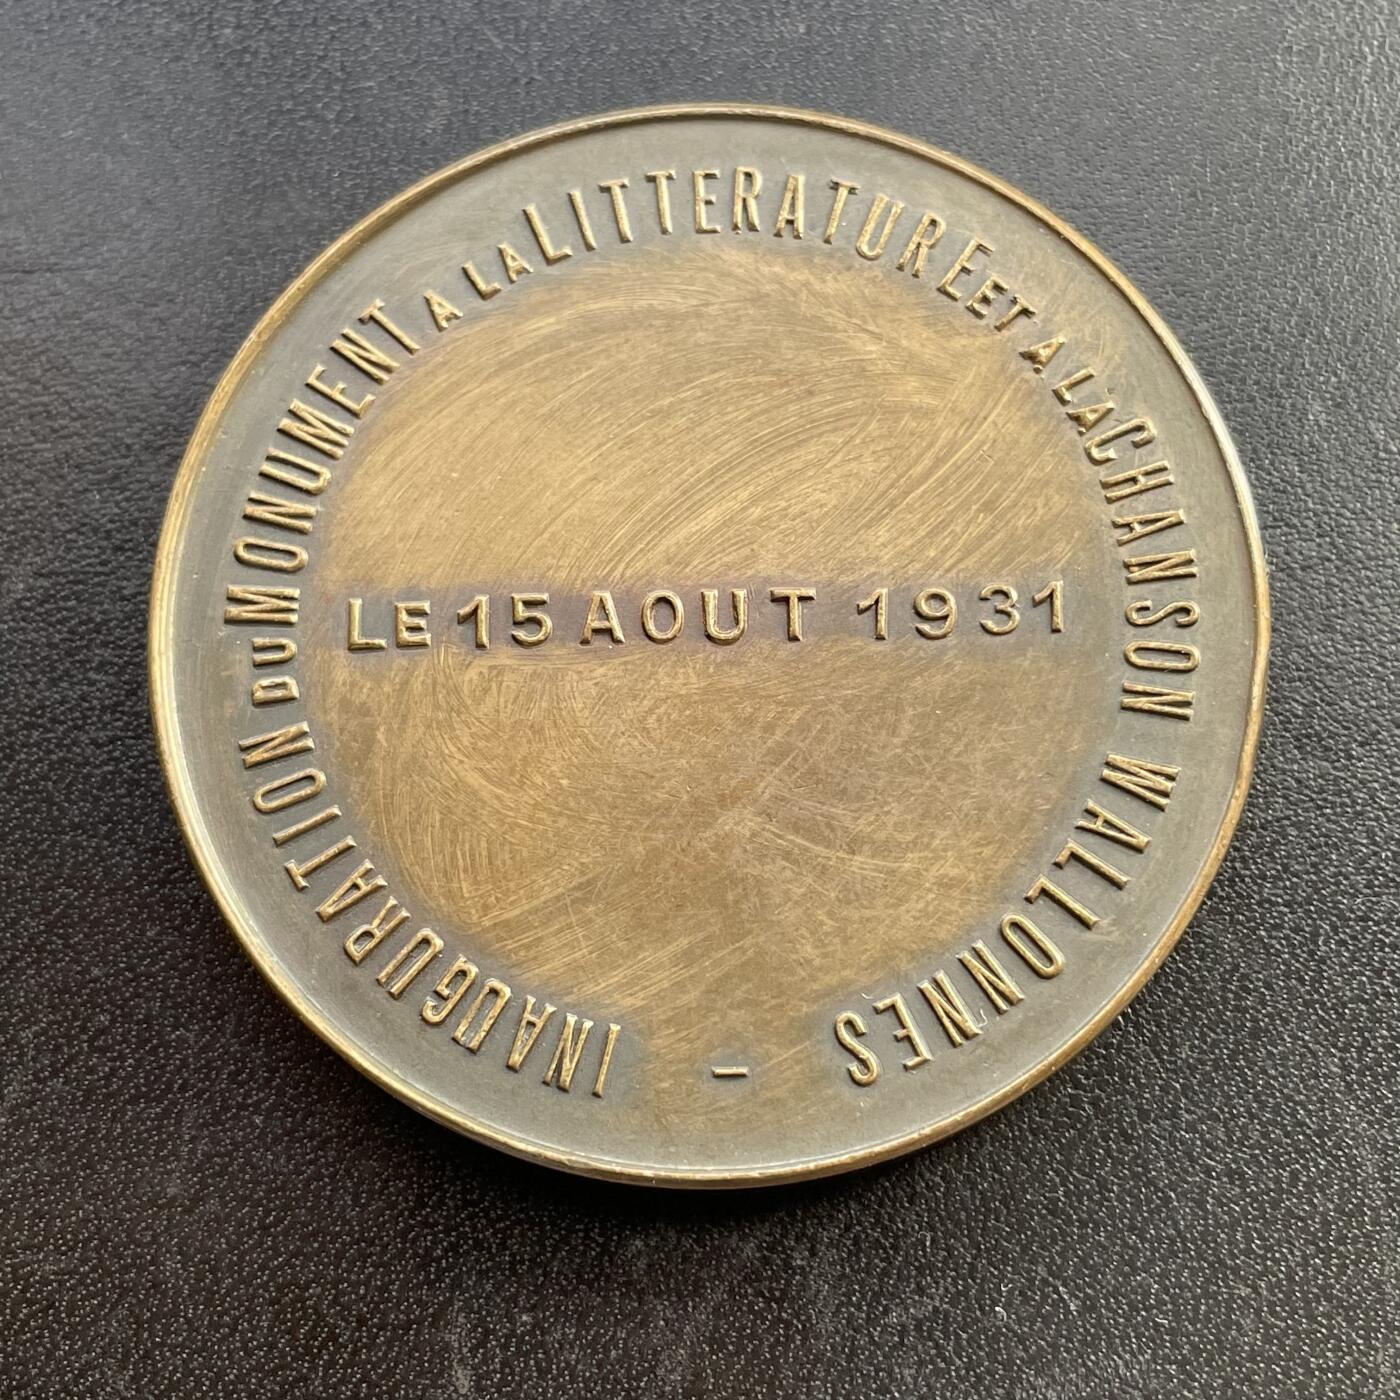 INAUGURATION DU MONUMENT A LA LITTERATURE ET A LA CHANSON WALLONNES -
LE 15 AOUT 1931